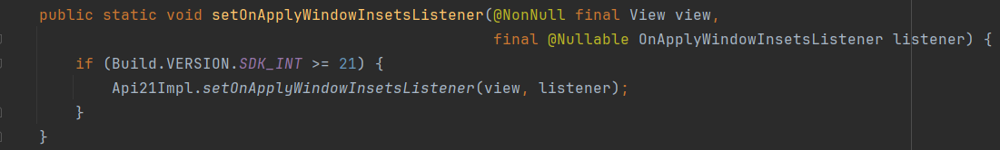 public static void setOnApplyWindowInsetsListener(@NonNull final View view,
final @Nullable OnApplyWindowInsetsListener listener) {
if (Build.VERSION.SDK_INT >= 21) {
Api21Impl.setOnApplyWindowInsetsListener(view, listener);
}
}